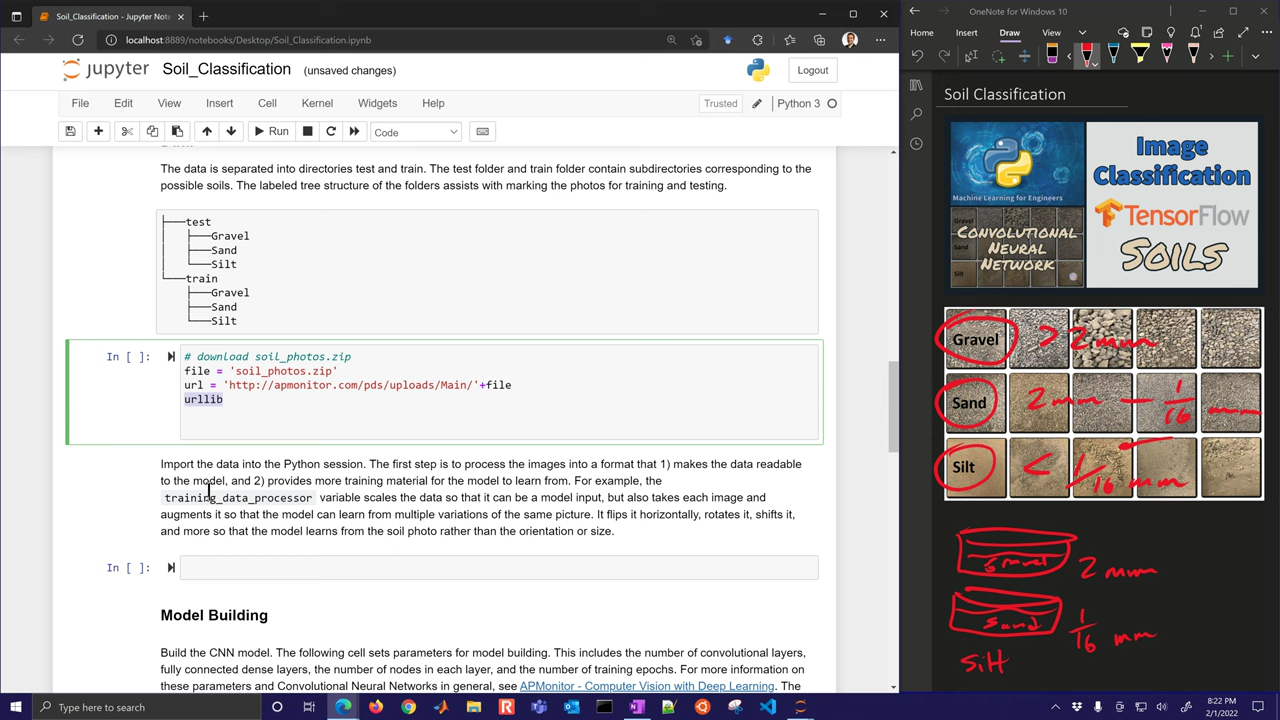 Soil_Classification - Jupyter Note
localhost:8889/notebooks/Desktop/Soil_Classification.ipynb
jupyter Soil_Classification (unsaved changes)
Logout
File Edit View Insert Cell Kernel Widgets Help
Trusted Python 3
Run Code
The data is separated into directories test and train. The test folder and train folder contain subdirectories corresponding to the
possible soils. The labeled tree structure of the folders assists with marking the photos for training and testing.
├───test
│ ├───Gravel
│ ├───Sand
│ └───Silt
└───train
├───Gravel
├───Sand
└───Silt
In [ ]:
# download soil_photos.zip
file = 'soil_photos.zip'
url = 'http://apmonitor.com/pds/uploads/Main/'+file
urllib
Import the data into the Python session. The first step is to process the images into a format that 1) makes the data readable
to the model, and 2) provides more training material for the model to learn from. For example, the
training_data_processor variable scales the data so that it can be a model input, but also takes each image and
augments it so that the model can learn from multiple variations of the same picture. It flips it horizontally, rotates it, shifts it,
and more so that the model learns from the soil photo rather than the orientation or size.
In [ ]:
Model Building
Build the CNN model. The following cell sets parameters for model building. This includes the number of convolutional layers,
fully connected dense layers, the number of nodes in each layer, and the number of training epochs. For more information on
these parameters and Convolutional Neural Networks in general, see APMonitor - Computer Vision with Deep Learning. The
OneNote for Windows 10
Home Insert Draw View
Soil Classification
Machine Learning for Engineers
Gravel
Sand
Silt
Convolutional
Neural
Network
Image
Classification
TensorFlow
Soils
Gravel > 2mm
Sand 2mm - 1/16 mm
Silt < 1/16 mm
Gravel 2 mm
Sand 1/16 mm
Silt
Type here to search
8:22 PM
2/1/2022